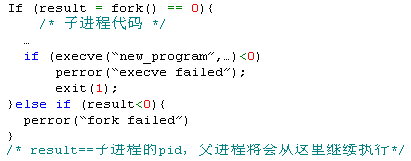 If (result = fork() == 0){
/* 子进程代码 */
…
if (execve(“new_program”,…)<0)
perror(“execve failed”);
exit(1);
}else if (result<0){
perror(“fork failed”)
}
/* result==子进程的pid，父进程将会从这里继续执行*/